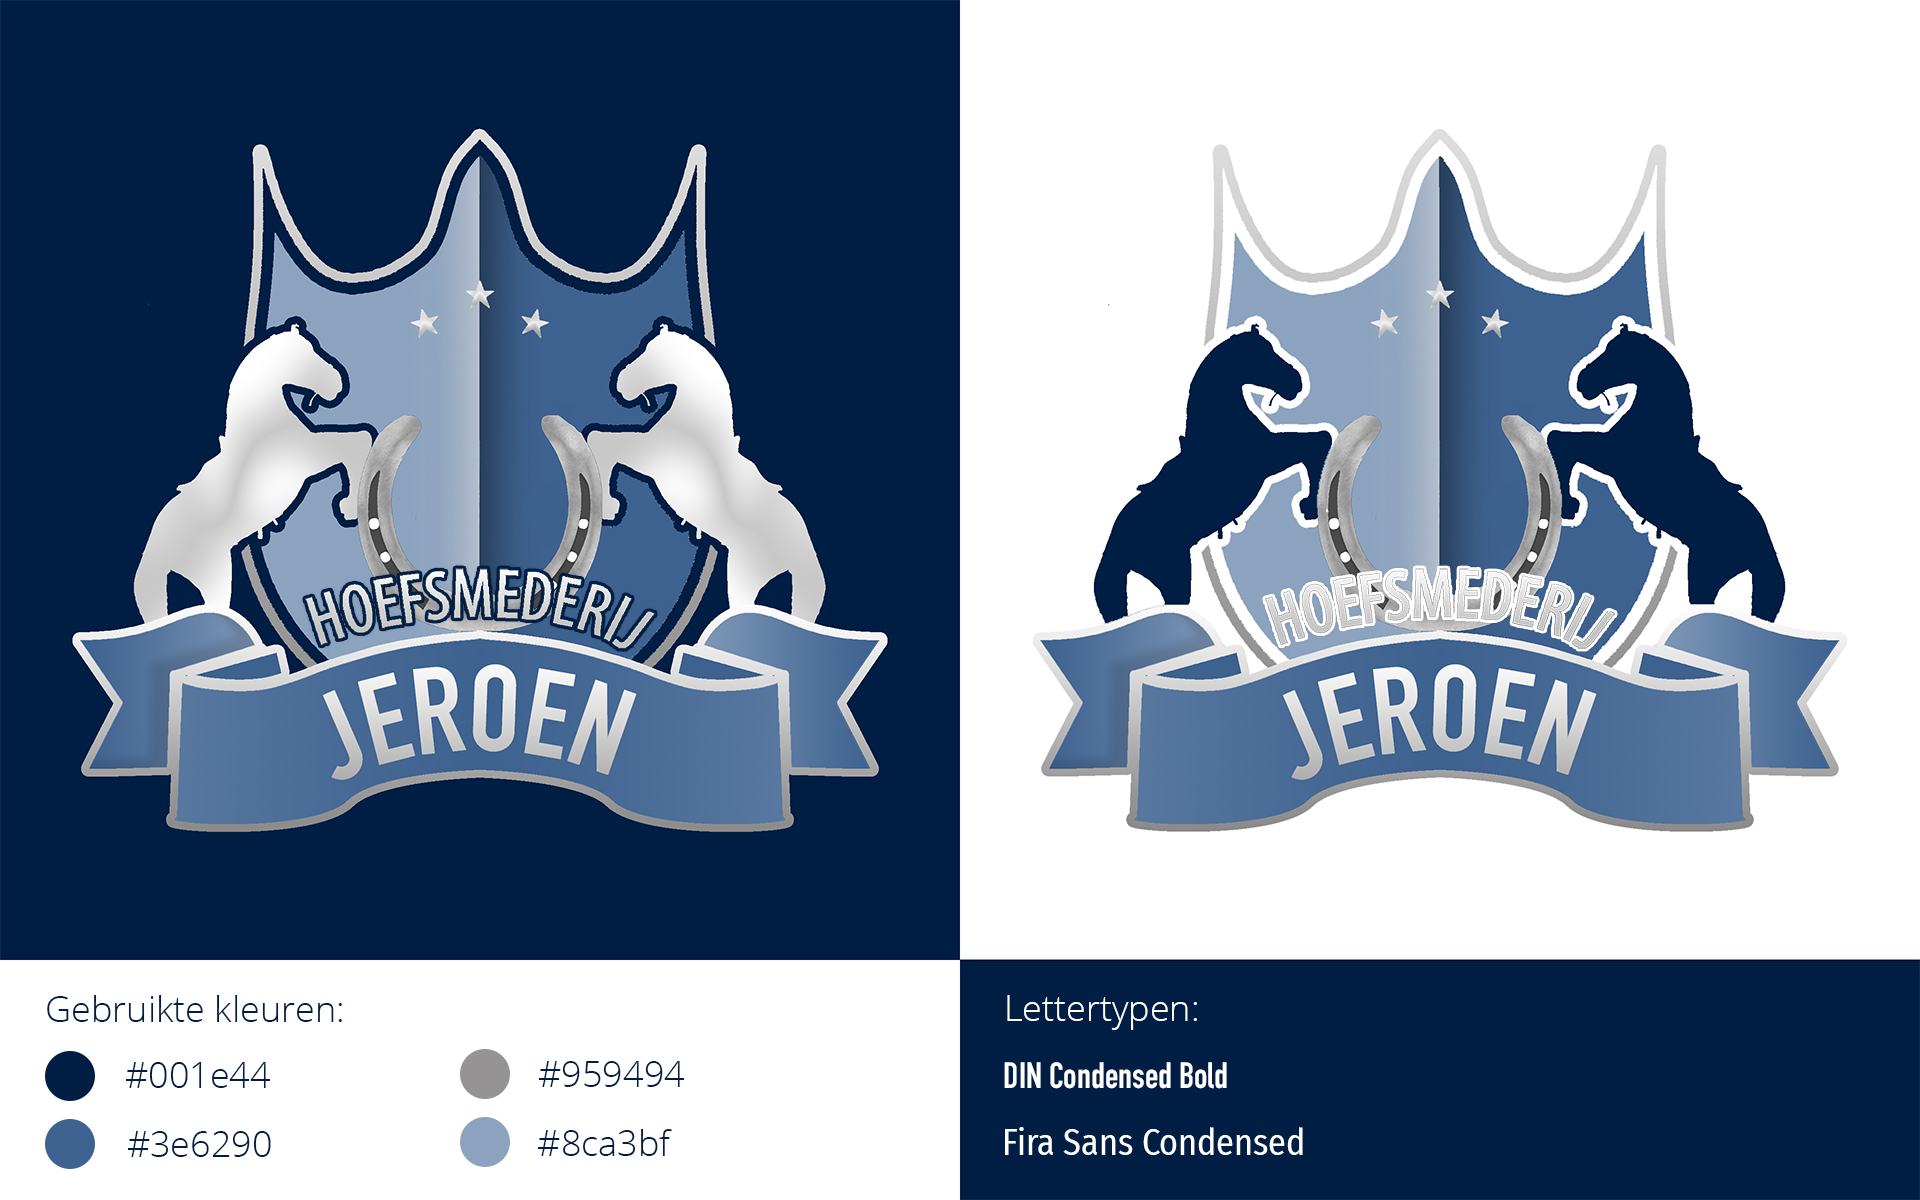 HOEFSMEDERIJ
JEROEN
HOEFSMEDERIJ
JEROEN
Gebruikte kleuren:
#001e44
#959494
#3e6290
#8ca3bf
Lettertypen:
DIN Condensed Bold
Fira Sans Condensed